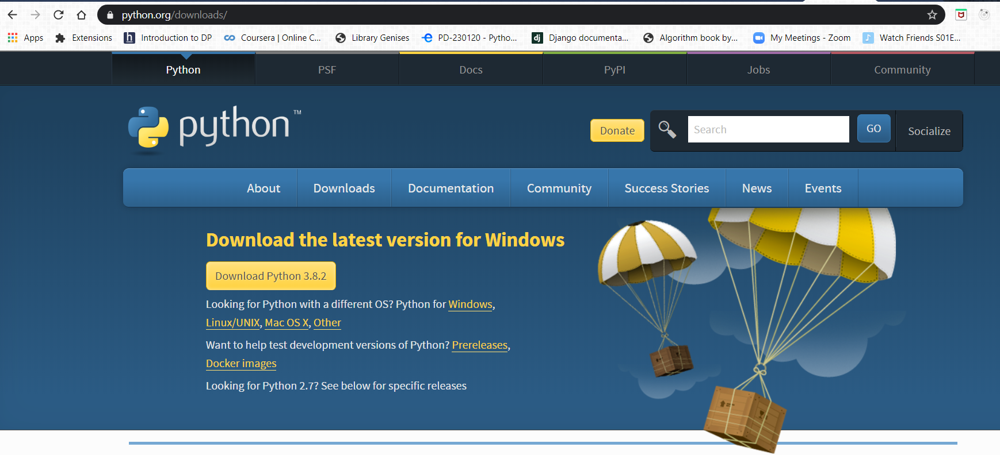 python.org/downloads/
Apps Extensions Introduction to DP Coursera | Online C... Library Genises PD-230120 - Pytho... Django documenta... Algorithm book by... My Meetings - Zoom Watch Friends S01E...
Python PSF Docs PyPI Jobs Community
python™
Donate Search GO Socialize
About Downloads Documentation Community Success Stories News Events
Download the latest version for Windows
Download Python 3.8.2
Looking for Python with a different OS? Python for Windows,
Linux/UNIX, Mac OS X, Other
Want to help test development versions of Python? Prereleases,
Docker images
Looking for Python 2.7? See below for specific releases